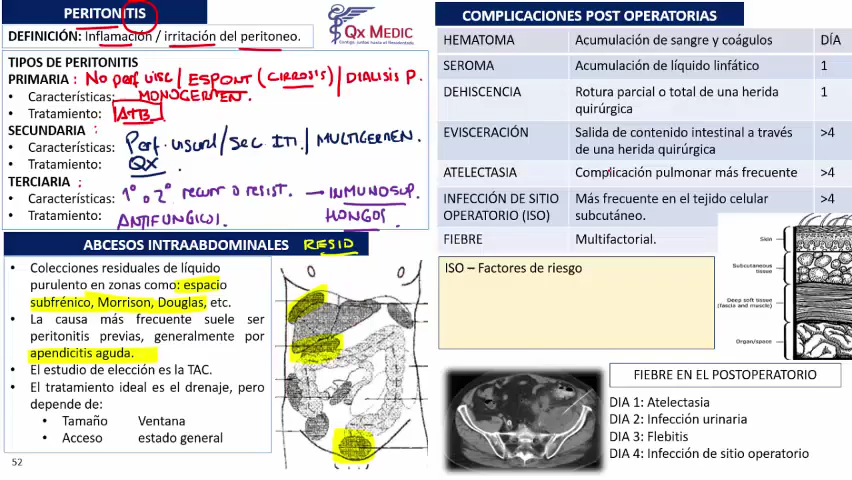 PERITONITIS
DEFINICIÓN: Inflamación / irritación del peritoneo.
Qx MEDIC
TIPOS DE PERITONITIS
PRIMARIA : No perf visc / ESPONT (CIRROSIS) / DIALISIS P.
• Características: MONOGERMEN.
• Tratamiento: ATB
SECUNDARIA :
• Características: Perf. visceral / Sec. ITI. / MULTIGERMEN.
• Tratamiento: QX
TERCIARIA :
• Características: 1° o 2° recurr o resist. → INMUNOSUP.
• Tratamiento: ANTIFUNGICOS. HONGOS
ABCESOS INTRAABDOMINALES RESID
• Colecciones residuales de líquido
purulento en zonas como: espacio
subfrénico, Morrison, Douglas, etc.
• La causa más frecuente suele ser
peritonitis previas, generalmente por
apendicitis aguda.
• El estudio de elección es la TAC.
• El tratamiento ideal es el drenaje, pero
depende de:
• Tamaño Ventana
• Acceso estado general
52
COMPLICACIONES POST OPERATORIAS
HEMATOMA Acumulación de sangre y coágulos DÍA
SEROMA Acumulación de líquido linfático 1
DEHISCENCIA Rotura parcial o total de una herida 1
quirúrgica
EVISCERACIÓN Salida de contenido intestinal a través >4
de una herida quirúrgica
ATELECTASIA Complicación pulmonar más frecuente >4
INFECCIÓN DE SITIO Más frecuente en el tejido celular >4
OPERATORIO (ISO) subcutáneo.
FIEBRE Multifactorial.
ISO – Factores de riesgo
Skin
Subcutaneous
tissue
Deep soft tissue
(fascia and muscle)
Organ/space
FIEBRE EN EL POSTOPERATORIO
DIA 1: Atelectasia
DIA 2: Infección urinaria
DIA 3: Flebitis
DIA 4: Infección de sitio operatorio